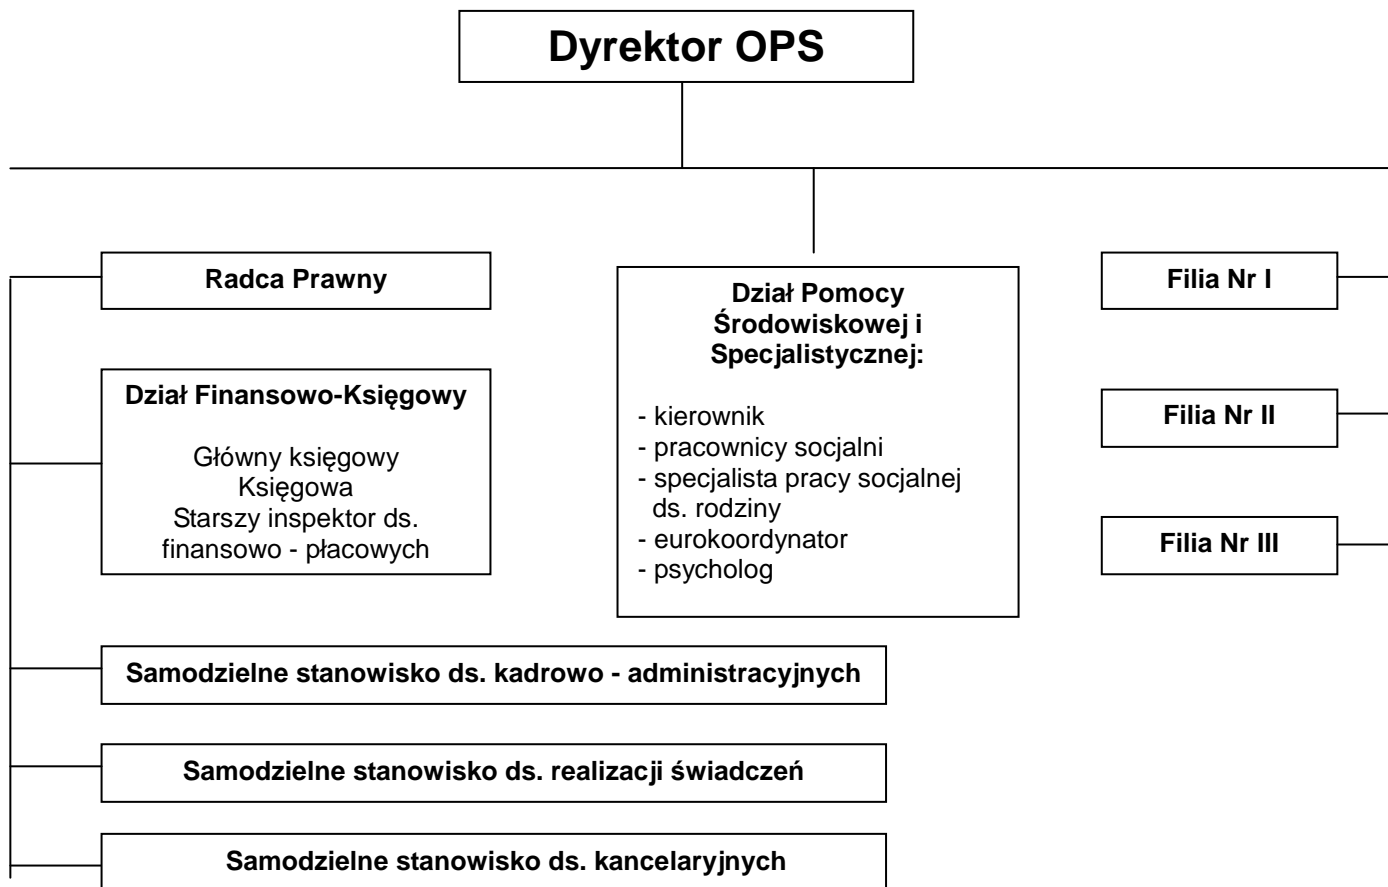 Dyrektor OPS
Radca Prawny
Dział Finansowo-Księgowy
Główny księgowy
Księgowa
Starszy inspektor ds.
finansowo - płacowych
Dział Pomocy
Środowiskowej i
Specjalistycznej:
- kierownik
- pracownicy socjalni
- specjalista pracy socjalnej
ds. rodziny
- eurokoordynator
- psycholog
Filia Nr I
Filia Nr II
Filia Nr III
Samodzielne stanowisko ds. kadrowo - administracyjnych
Samodzielne stanowisko ds. realizacji świadczeń
Samodzielne stanowisko ds. kancelaryjnych